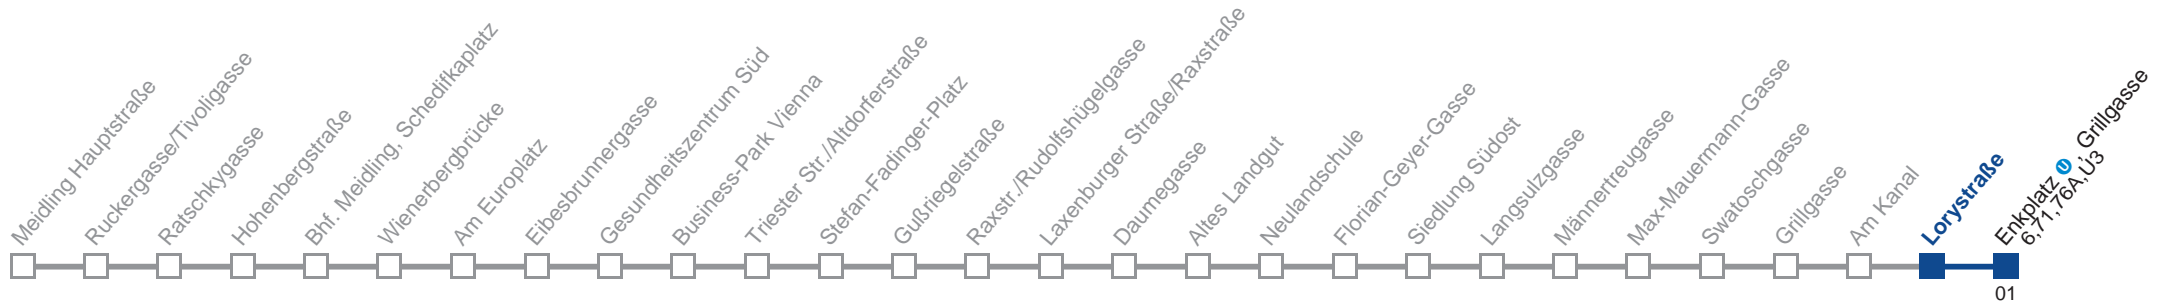 Meidling Hauptstraße
Ruckergasse/Tivoligasse
Ratschkygasse
Hohenbergstraße
Bhf. Meidling, Schedifkaplatz
Wienerbergbrücke
Am Europlatz
Eibesbrunnergasse
Gesundheitszentrum Süd
Business-Park Vienna
Triester Str./Altdorferstraße
Stefan-Fadinger-Platz
Gußriegelstraße
Raxstr./Rudolfshügelgasse
Laxenburger Straße/Raxstraße
Daumegasse
Altes Landgut
Neulandschule
Florian-Geyer-Gasse
Siedlung Südost
Langsulzgasse
Männertreugasse
Max-Mauermann-Gasse
Swatoschgasse
Grillgasse
Am Kanal
Lorystraße
Enkplatz U, Grillgasse
6,71,76A,U3
01